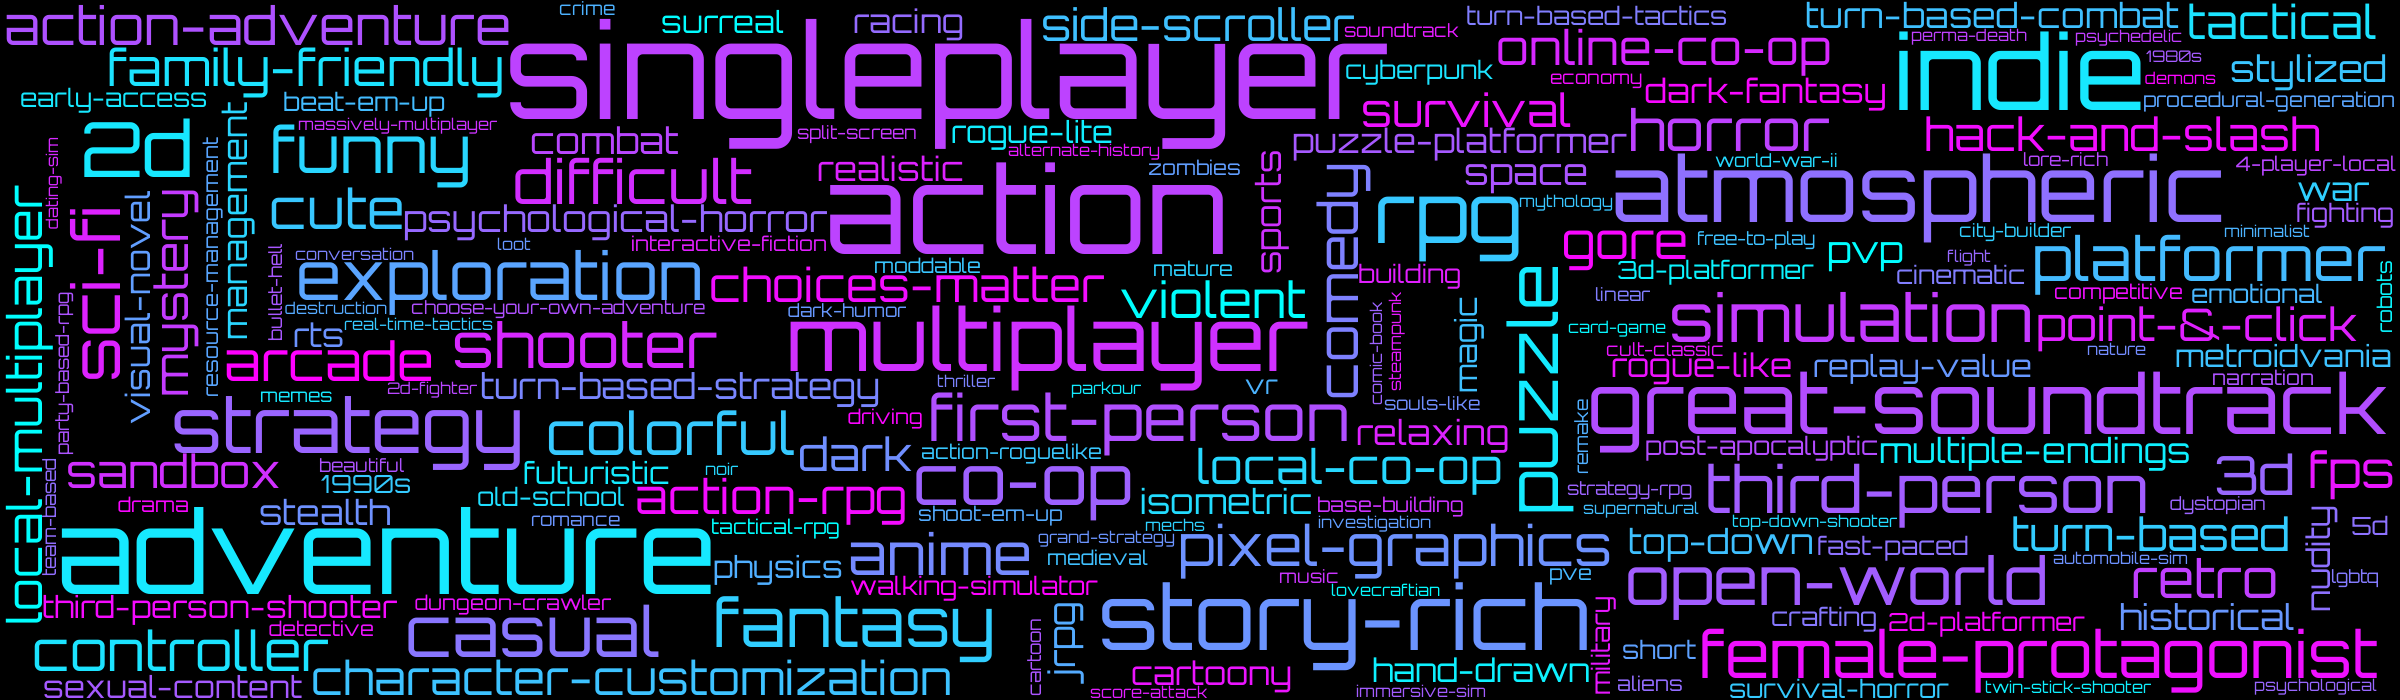 crime
action-adventure
surreal
racing
side-scroller
soundtrack
turn-based-tactics
turn-based-combat
tactical
singleplayer
online-co-op
perma-death
psychedelic
indie
1980s
family-friendly
cyberpunk
economy
stylized
demons
early-access
beat-em-up
survival
dark-fantasy
procedural-generation
2d
management
massively-multiplayer
funny
combat
split-screen
rogue-lite
puzzle-platformer
horror
hack-and-slash
dating-sim
resource-management
alternate-history
difficult
realistic
zombies
sports
comedy
space
world-war-ii
lore-rich
4-player-local
action
atmospheric
war
local-multiplayer
sci-fi
visual-novel
mystery
cute
psychological-horror
rpg
mythology
fighting
bullet-hell
conversation
loot
interactive-fiction
gore
free-to-play
pvp
city-builder
minimalist
exploration
moddable
mature
building
3d-platformer
flight
platformer
choices-matter
cinematic
robots
destruction
choose-your-own-adventure
violent
puzzle
linear
competitive
emotional
party-based-rpg
rts
real-time-tactics
dark-humor
multiplayer
comic-book
steampunk
magic
card-game
simulation
point-&-click
arcade
shooter
cult-classic
nature
metroidvania
rogue-like
replay-value
memes
2d-fighter
turn-based-strategy
thriller
parkour
vr
narration
strategy
colorful
driving
first-person
souls-like
great-soundtrack
remake
dark
action-roguelike
relaxing
post-apocalyptic
multiple-endings
sandbox
beautiful
1990s
futuristic
noir
co-op
local-co-op
3d
fps
team-based
drama
old-school
action-rpg
isometric
base-building
strategy-rpg
third-person
dystopian
stealth
romance
tactical-rpg
shoot-em-up
mechs
investigation
supernatural
top-down-shooter
nudity
5d
adventure
grand-strategy
pixel-graphics
top-down
fast-paced
turn-based
physics
anime
medieval
automobile-sim
walking-simulator
music
pve
open-world
retro
lgbtq
third-person-shooter
dungeon-crawler
fantasy
jrpg
story-rich
lovecraftian
military
crafting
2d-platformer
historical
detective
casual
cartoon
controller
short
female-protagonist
character-customization
cartoony
hand-drawn
sexual-content
score-attack
immersive-sim
aliens
survival-horror
twin-stick-shooter
psychological